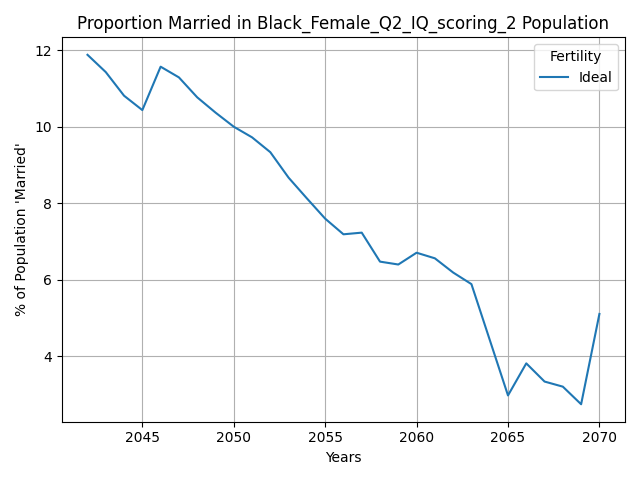 Proportion Married in Black_Female_Q2_IQ_scoring_2 Population
Fertility
Ideal
% of Population 'Married'
12
10
8
6
4
2045
2050
2055
2060
2065
2070
Years